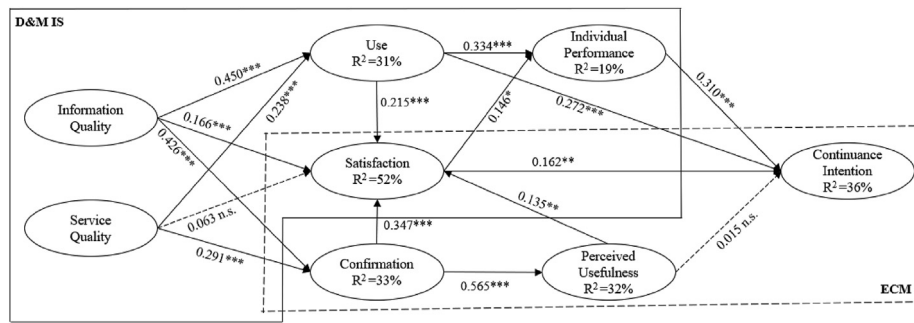 D&M IS
Use
R²=31%
Individual
Performance
R²=19%
0.334***
0.450***
0.238***
0.310***
0.272***
0.215***
0.146*
Information
Quality
0.166***
0.426***
Satisfaction
R²=52%
0.162**
Continuance
Intention
R²=36%
0.135**
0.063 n.s.
0.015 n.s.
Service
Quality
0.347***
0.291***
Confirmation
R²=33%
0.565***
Perceived
Usefulness
R²=32%
ECM